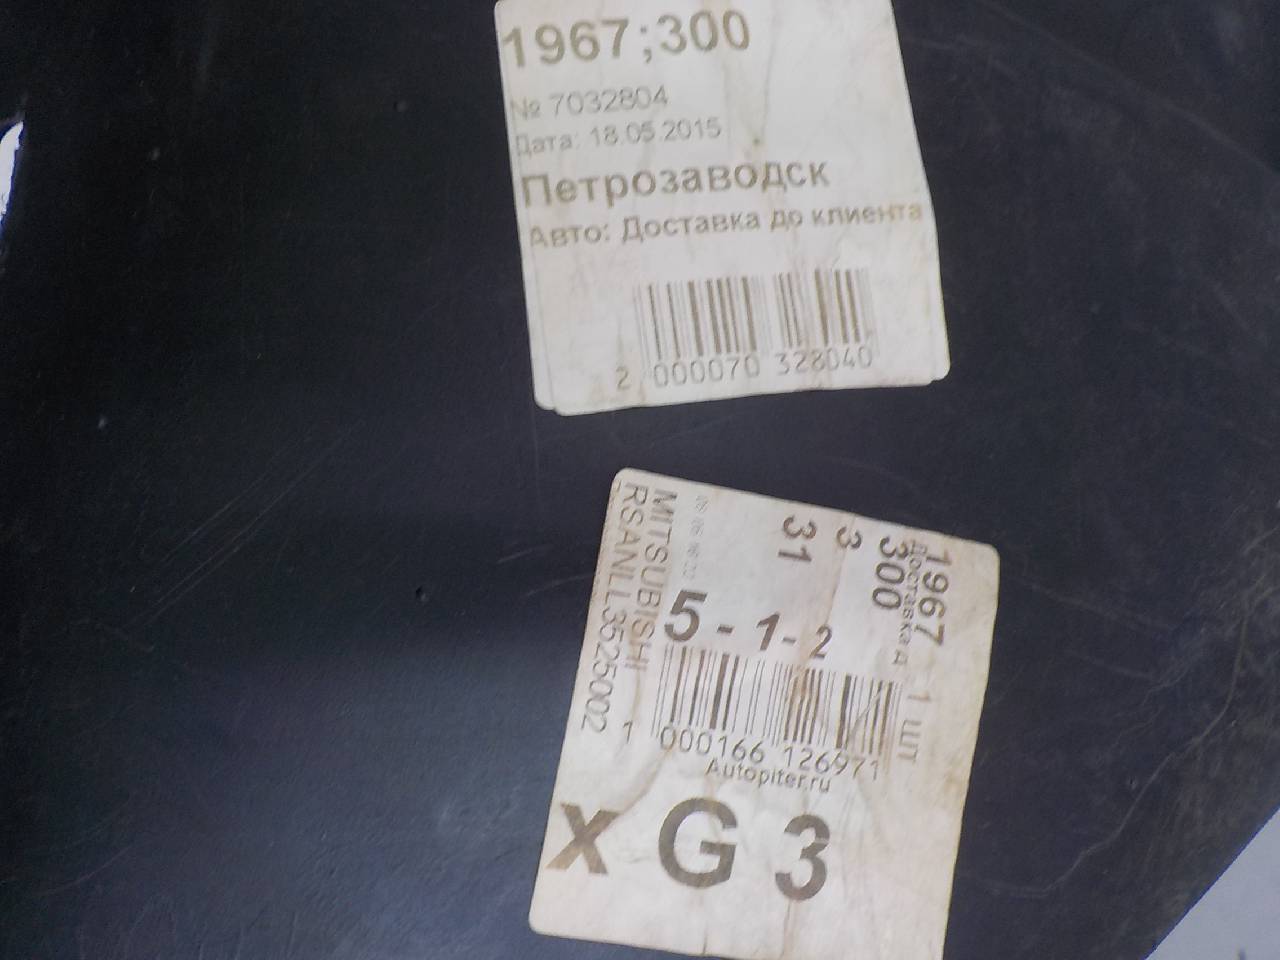 1967;300
№ 7032804
Дата: 18.05.2015
Петрозаводск
Авто: Доставка до клиента
2 000070 328040
1967
Доставка д 1 шт
300
3
31
5-1-2
MITSUBISHI
RSANLL3525002
1 000166 126971
Autopiter.ru
x G 3